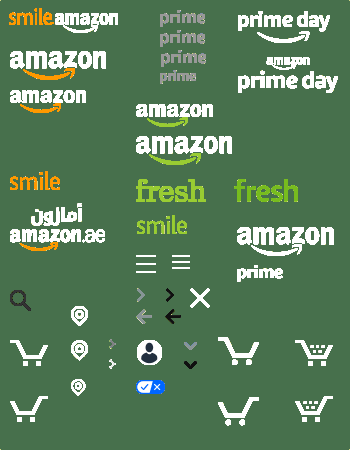 smile amazon
prime
prime day
prime
amazon
prime
amazon
prime
prime day
amazon
amazon
amazon
smile
fresh
fresh
أمازون
smile
amazon.ae
amazon
prime